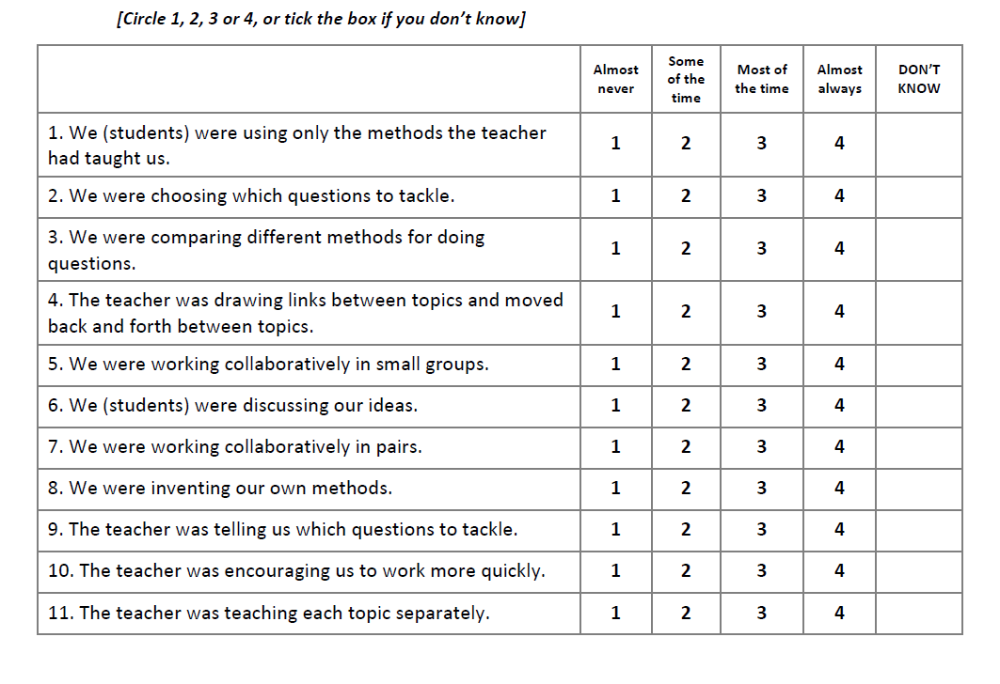 [Circle 1, 2, 3 or 4, or tick the box if you don’t know]
Almost never
Some of the time
Most of the time
Almost always
DON’T KNOW
1. We (students) were using only the methods the teacher
had taught us.
1 2 3 4
2. We were choosing which questions to tackle.
1 2 3 4
3. We were comparing different methods for doing
questions.
1 2 3 4
4. The teacher was drawing links between topics and moved
back and forth between topics.
1 2 3 4
5. We were working collaboratively in small groups.
1 2 3 4
6. We (students) were discussing our ideas.
1 2 3 4
7. We were working collaboratively in pairs.
1 2 3 4
8. We were inventing our own methods.
1 2 3 4
9. The teacher was telling us which questions to tackle.
1 2 3 4
10. The teacher was encouraging us to work more quickly.
1 2 3 4
11. The teacher was teaching each topic separately.
1 2 3 4